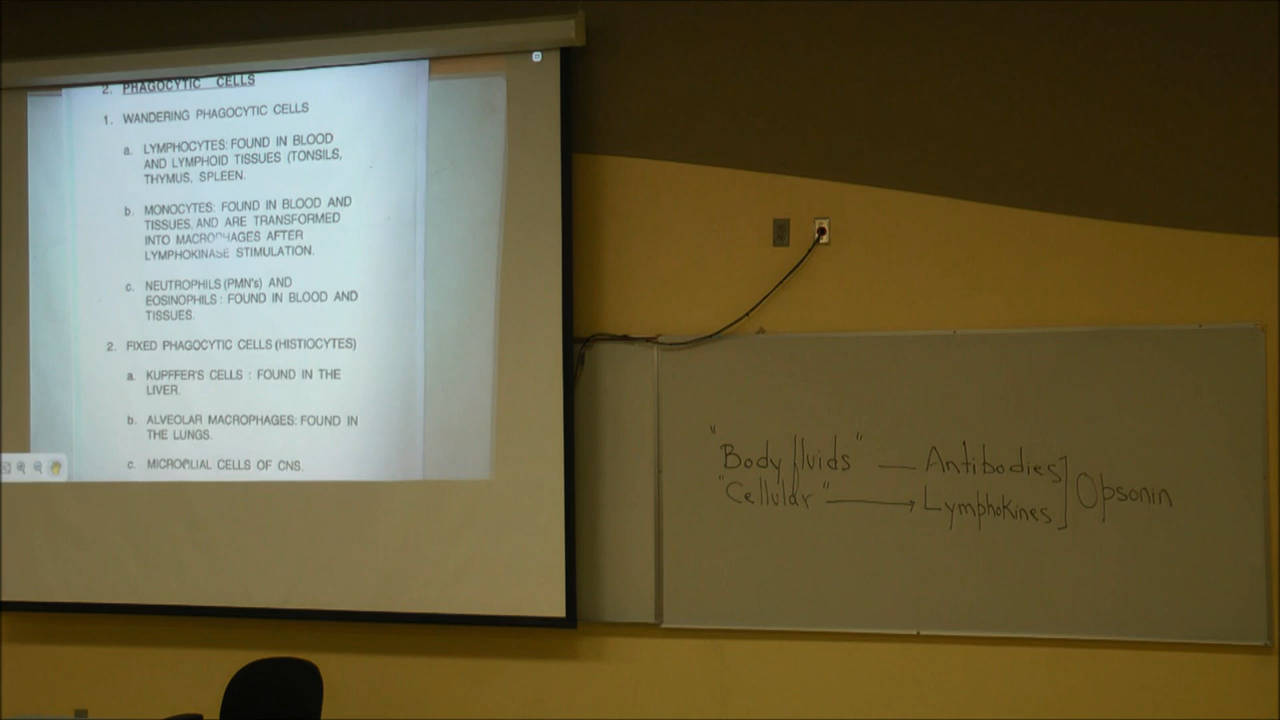 2. PHAGOCYTIC CELLS
1. WANDERING PHAGOCYTIC CELLS
a. LYMPHOCYTES: FOUND IN BLOOD
AND LYMPHOID TISSUES (TONSILS,
THYMUS, SPLEEN.
b. MONOCYTES: FOUND IN BLOOD AND
TISSUES, AND ARE TRANSFORMED
INTO MACROPHAGES AFTER
LYMPHOKINASE STIMULATION.
c. NEUTROPHILS (PMN's) AND
EOSINOPHILS : FOUND IN BLOOD AND
TISSUES.
2. FIXED PHAGOCYTIC CELLS (HISTIOCYTES)
a. KUPFFER'S CELLS : FOUND IN THE
LIVER.
b. ALVEOLAR MACROPHAGES: FOUND IN
THE LUNGS.
c. MICROGLIAL CELLS OF CNS.
"Body fluids" — Antibodies
"Cellular" → Lymphokines
] Opsonin